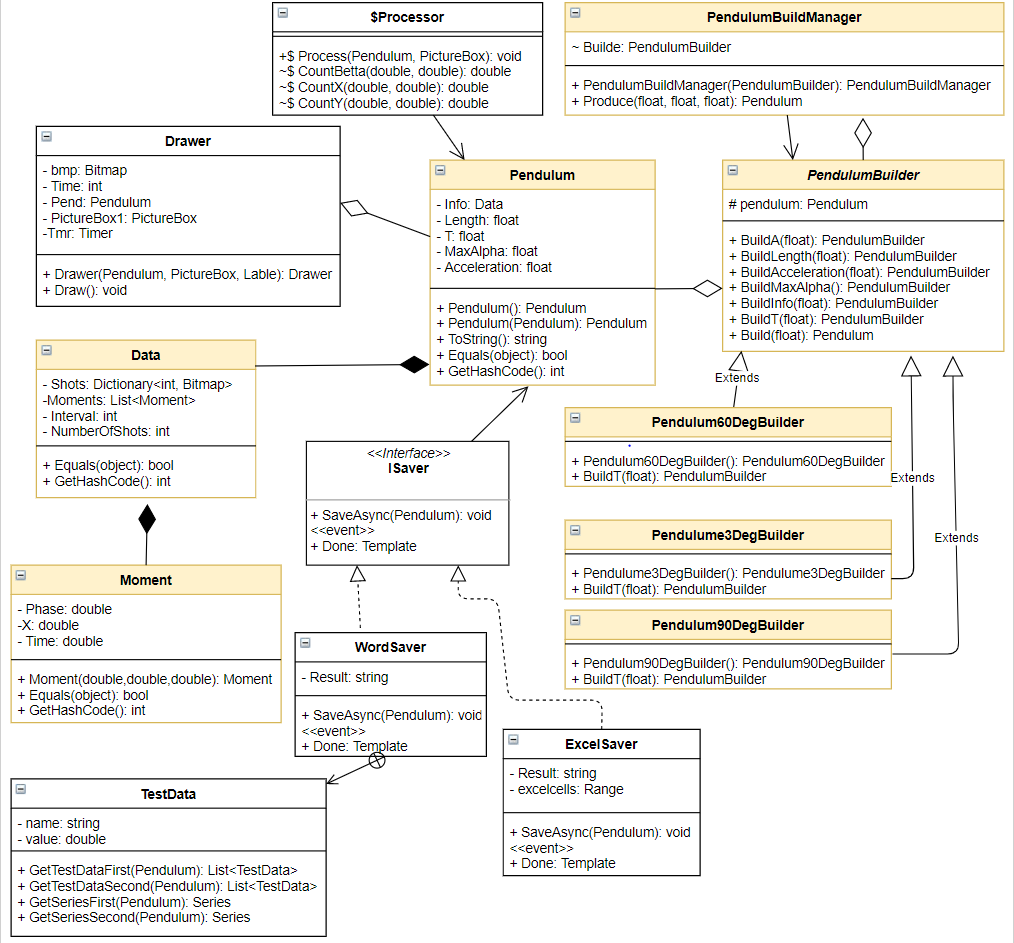 $Processor
+$ Process(Pendulum, PictureBox): void
~$ CountBetta(double, double): double
~$ CountX(double, double): double
~$ CountY(double, double): double
PendulumBuildManager
~ Builde: PendulumBuilder
+ PendulumBuildManager(PendulumBuilder): PendulumBuildManager
+ Produce(float, float, float): Pendulum
Drawer
- bmp: Bitmap
- Time: int
- Pend: Pendulum
- PictureBox1: PictureBox
-Tmr: Timer
+ Drawer(Pendulum, PictureBox, Lable): Drawer
+ Draw(): void
Pendulum
- Info: Data
- Length: float
- T: float
- MaxAlpha: float
- Acceleration: float
+ Pendulum(): Pendulum
+ Pendulum(Pendulum): Pendulum
+ ToString(): string
+ Equals(object): bool
+ GetHashCode(): int
PendulumBuilder
# pendulum: Pendulum
+ BuildA(float): PendulumBuilder
+ BuildLength(float): PendulumBuilder
+ BuildAcceleration(float): PendulumBuilder
+ BuildMaxAlpha(): PendulumBuilder
+ BuildInfo(float): PendulumBuilder
+ BuildT(float): PendulumBuilder
+ Build(float): Pendulum
Data
- Shots: Dictionary<int, Bitmap>
-Moments: List<Moment>
- Interval: int
- NumberOfShots: int
+ Equals(object): bool
+ GetHashCode(): int
Extends
Pendulum60DegBuilder
+ Pendulum60DegBuilder(): Pendulum60DegBuilder
+ BuildT(float): PendulumBuilder
Extends
<<Interface>>
ISaver
+ SaveAsync(Pendulum): void
<<event>>
+ Done: Template
Pendulume3DegBuilder
+ Pendulume3DegBuilder(): Pendulume3DegBuilder
+ BuildT(float): PendulumBuilder
Extends
Moment
- Phase: double
-X: double
- Time: double
+ Moment(double,double,double): Moment
+ Equals(object): bool
+ GetHashCode(): int
Pendulum90DegBuilder
+ Pendulum90DegBuilder(): Pendulum90DegBuilder
+ BuildT(float): PendulumBuilder
WordSaver
- Result: string
+ SaveAsync(Pendulum): void
<<event>>
+ Done: Template
ExcelSaver
- Result: string
- excelcells: Range
+ SaveAsync(Pendulum): void
<<event>>
+ Done: Template
TestData
- name: string
- value: double
+ GetTestDataFirst(Pendulum): List<TestData>
+ GetTestDataSecond(Pendulum): List<TestData>
+ GetSeriesFirst(Pendulum): Series
+ GetSeriesSecond(Pendulum): Series